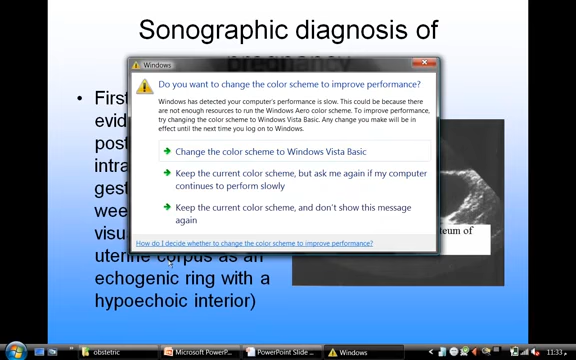 Sonographic diagnosis of
pregnancy
Windows
Do you want to change the color scheme to improve performance?
Windows has detected your computer's performance is slow. This could be because
there are not enough resources to run the Windows Aero color scheme. To improve performance,
try changing the color scheme to Windows Vista Basic. Any change you make will be in
effect until the next time you log on to Windows.
Change the color scheme to Windows Vista Basic
Keep the current color scheme, but ask me again if my computer
continues to perform slowly
Keep the current color scheme, and don't show this message
again
How do I decide whether to change the color scheme to improve performance?
• First
evid
post
intra
gest
wee
visu
uterine corpus as an
echogenic ring with a
hypoechoic interior)
teum of
obstetric
Microsoft PowerP...
PowerPoint Slide ...
Windows
11:33